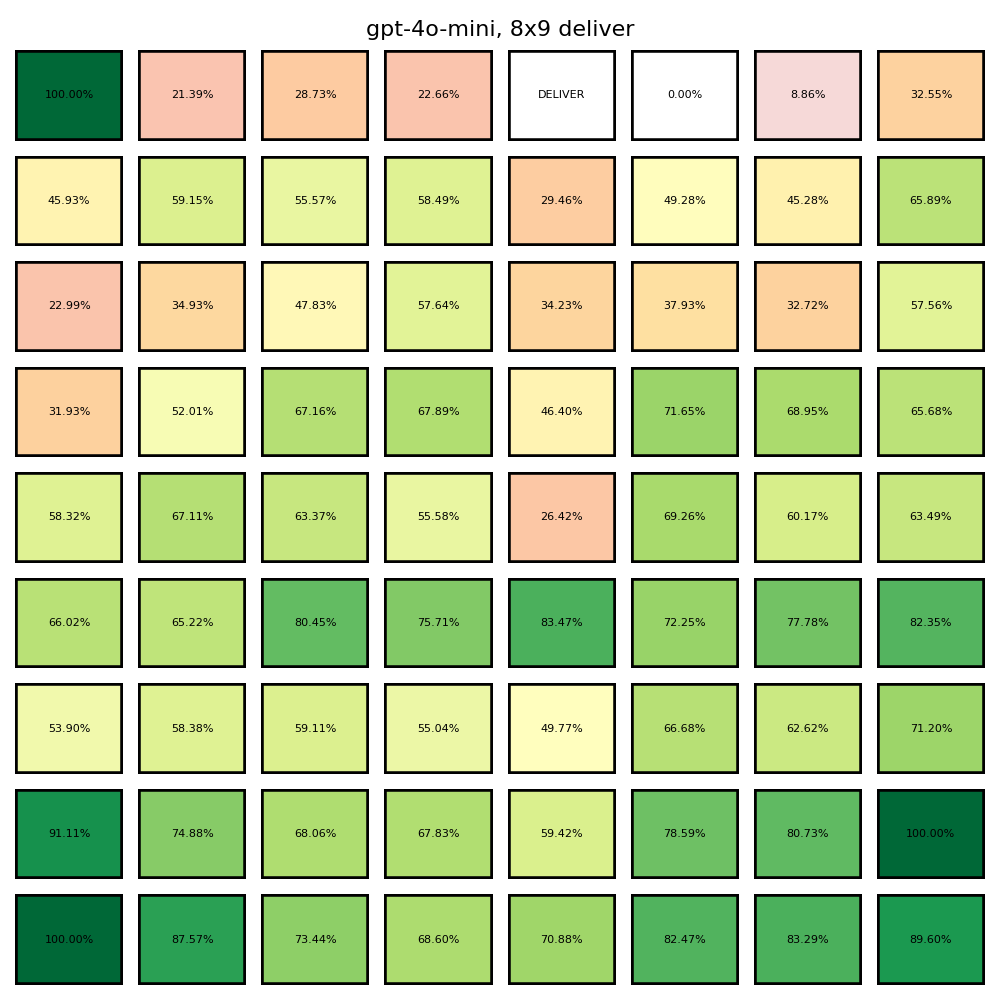 gpt-4o-mini, 8x9 deliver
100.00% 21.39% 28.73% 22.66% DELIVER 0.00% 8.86% 32.55%
45.93% 59.15% 55.57% 58.49% 29.46% 49.28% 45.28% 65.89%
22.99% 34.93% 47.83% 57.64% 34.23% 37.93% 32.72% 57.56%
31.93% 52.01% 67.16% 67.89% 46.40% 71.65% 68.95% 65.68%
58.32% 67.11% 63.37% 55.58% 26.42% 69.26% 60.17% 63.49%
66.02% 65.22% 80.45% 75.71% 83.47% 72.25% 77.78% 82.35%
53.90% 58.38% 59.11% 55.04% 49.77% 66.68% 62.62% 71.20%
91.11% 74.88% 68.06% 67.83% 59.42% 78.59% 80.73% 100.00%
100.00% 87.57% 73.44% 68.60% 70.88% 82.47% 83.29% 89.60%